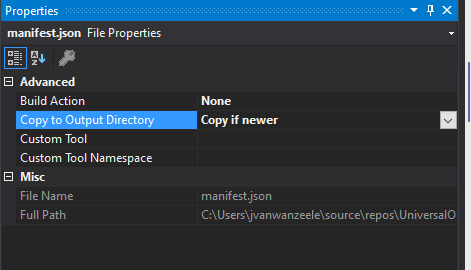 Properties
manifest.json File Properties
Advanced
Build Action None
Copy to Output Directory Copy if newer
Custom Tool
Custom Tool Namespace
Misc
File Name manifest.json
Full Path C:\Users\jvanwanzeele\source\repos\UniversalO